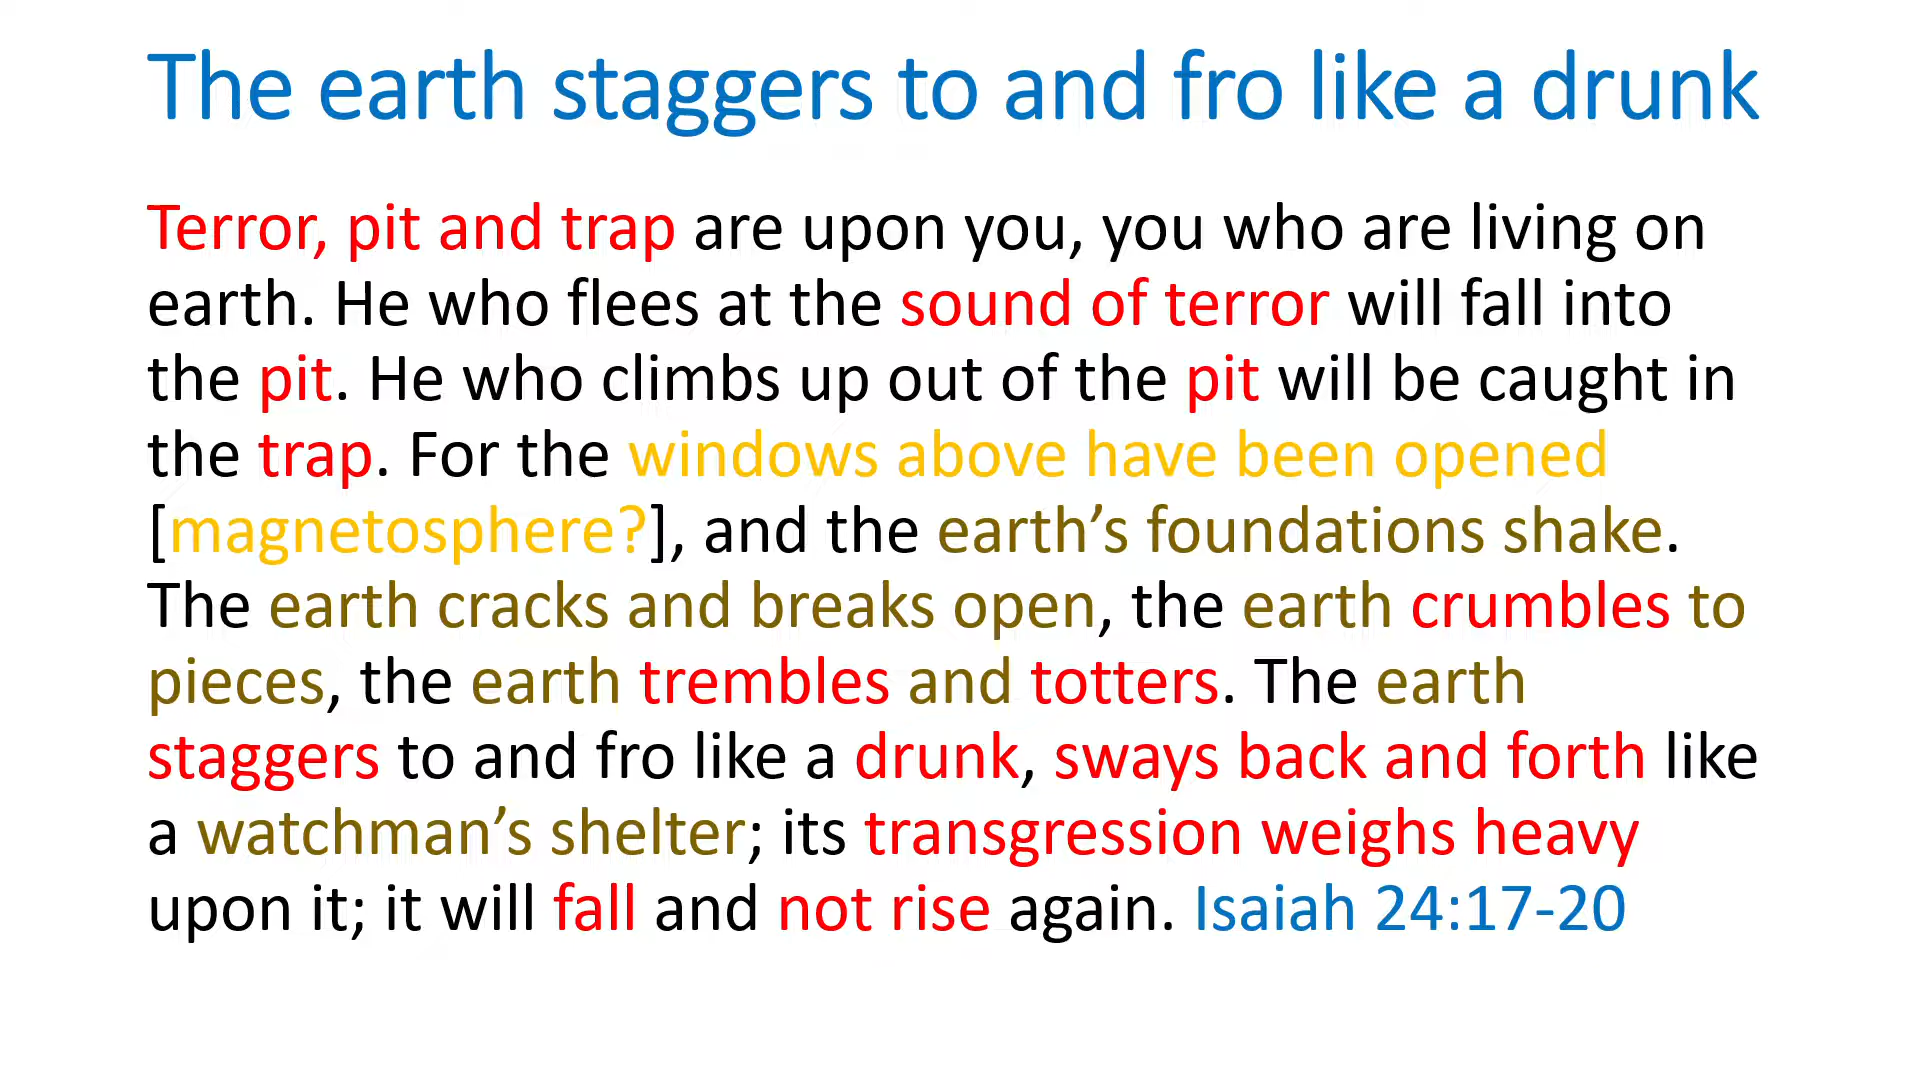 The earth staggers to and fro like a drunk
Terror, pit and trap are upon you, you who are living on
earth. He who flees at the sound of terror will fall into
the pit. He who climbs up out of the pit will be caught in
the trap. For the windows above have been opened
[magnetosphere?], and the earth’s foundations shake.
The earth cracks and breaks open, the earth crumbles to
pieces, the earth trembles and totters. The earth
staggers to and fro like a drunk, sways back and forth like
a watchman’s shelter; its transgression weighs heavy
upon it; it will fall and not rise again. Isaiah 24:17-20